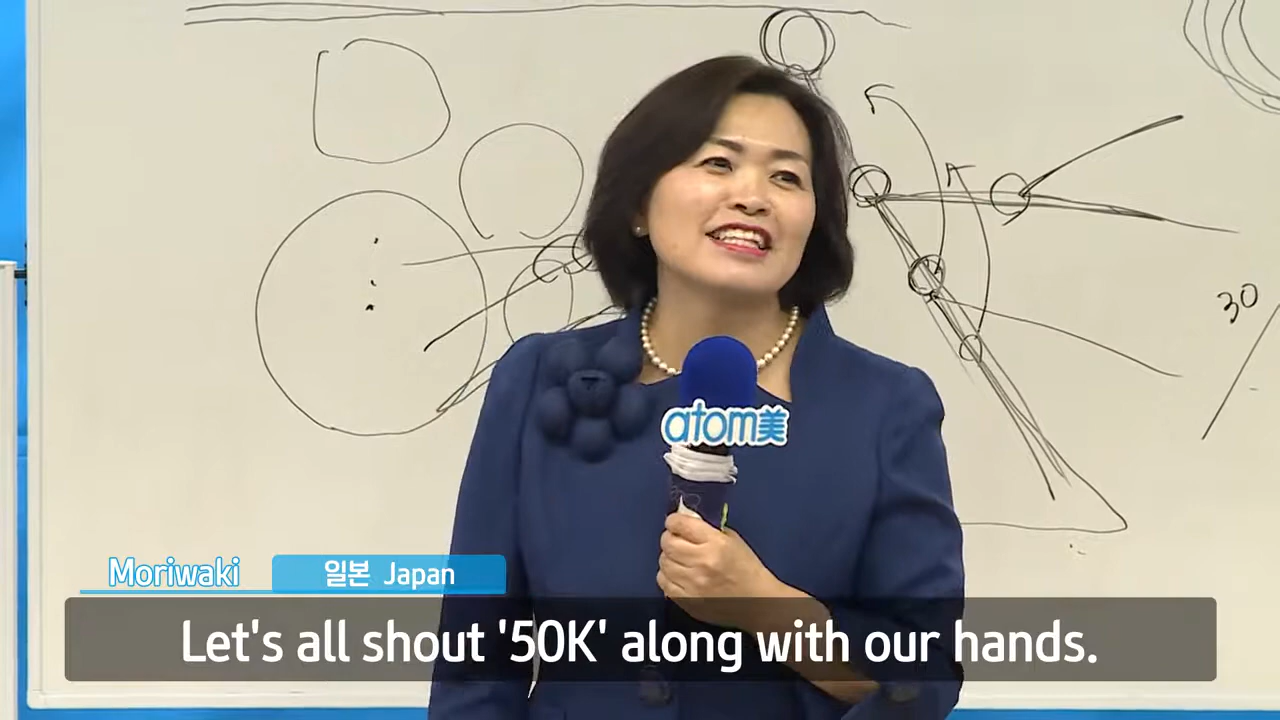 30
atom美
Moriwaki 일본 Japan
Let's all shout '50K' along with our hands.